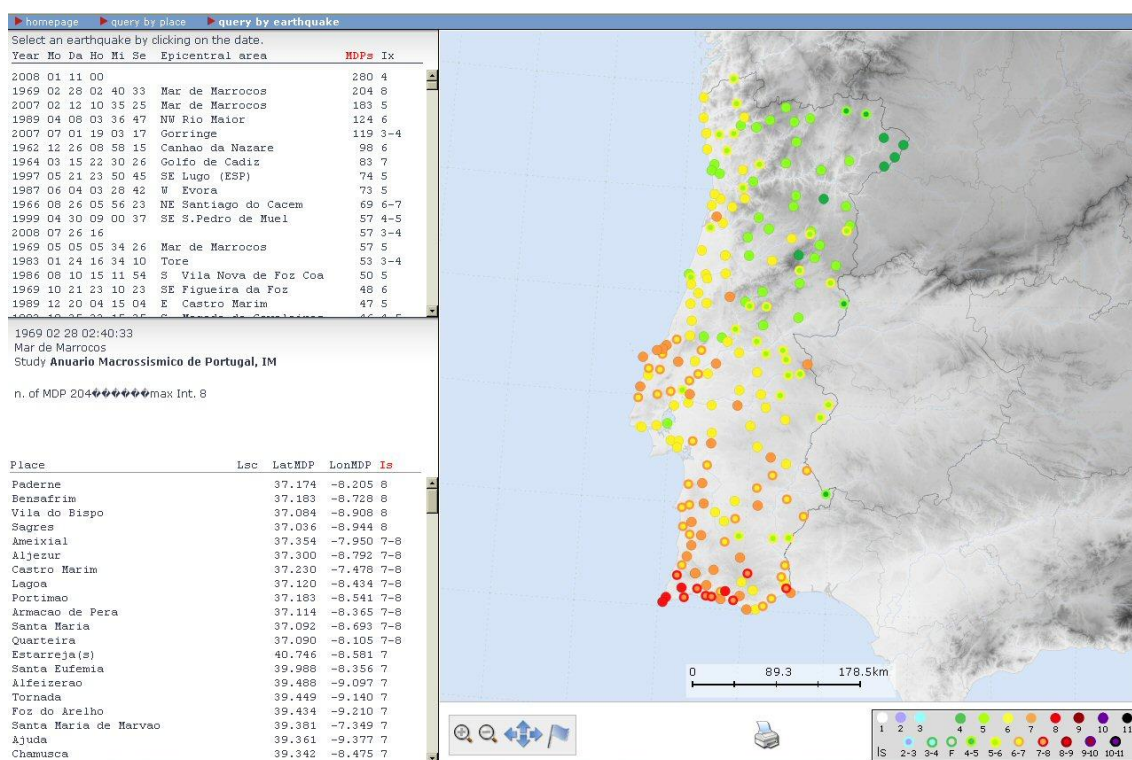 homepage query by place query by earthquake
Select an earthquake by clicking on the date.
Year Mo Da Ho Mi Se Epicentral area MDPs Ix
2008 01 11 00 280 4
1969 02 28 02 40 33 Mar de Marrocos 204 8
2007 02 12 10 35 25 Mar de Marrocos 183 5
1989 04 08 03 36 47 NW Rio Maior 124 6
2007 07 01 19 03 17 Gorringe 119 3-4
1962 12 26 08 58 15 Canhao da Nazare 98 6
1964 03 15 22 30 26 Golfo de Cadiz 83 7
1997 05 21 23 50 45 SE Lugo (ESP) 74 5
1987 06 04 03 28 42 W Evora 73 5
1966 08 26 05 56 23 NE Santiago do Cacem 69 6-7
1999 04 30 09 00 37 SE S.Pedro de Muel 57 4-5
2008 07 26 16 57 3-4
1969 05 05 05 34 26 Mar de Marrocos 57 5
1983 01 24 16 34 10 Tore 53 3-4
1986 08 10 15 11 54 S Vila Nova de Foz Coa 50 5
1969 10 21 23 10 23 SE Figueira da Foz 48 6
1989 12 20 04 15 04 E Castro Marim 47 5
1969 02 28 02:40:33
Mar de Marrocos
Study Anuario Macrossismico de Portugal, IM
n. of MDP 204������max Int. 8
Place Lsc LatMDP LonMDP Is
Paderne 37.174 -8.205 8
Bensafrim 37.183 -8.728 8
Vila do Bispo 37.084 -8.908 8
Sagres 37.036 -8.944 8
Ameixial 37.354 -7.950 7-8
Aljezur 37.300 -8.792 7-8
Castro Marim 37.230 -7.478 7-8
Lagoa 37.120 -8.434 7-8
Portimao 37.183 -8.541 7-8
Armacao de Pera 37.114 -8.365 7-8
Santa Maria 37.092 -8.693 7-8
Quarteira 37.090 -8.105 7-8
Estarreja(s) 40.746 -8.581 7
Santa Eufemia 39.988 -8.356 7
Alfeizerao 39.488 -9.097 7
Tornada 39.449 -9.140 7
Foz do Arelho 39.434 -9.210 7
Santa Maria de Marvao 39.381 -7.349 7
Ajuda 39.361 -9.377 7
Chamusca 39.342 -8.475 7
0 89.3 178.5km
1 2 3 4 5 6 7 8 9 10 11
Is 2-3 3-4 F 4-5 5-6 6-7 7-8 8-9 9-10 10-11